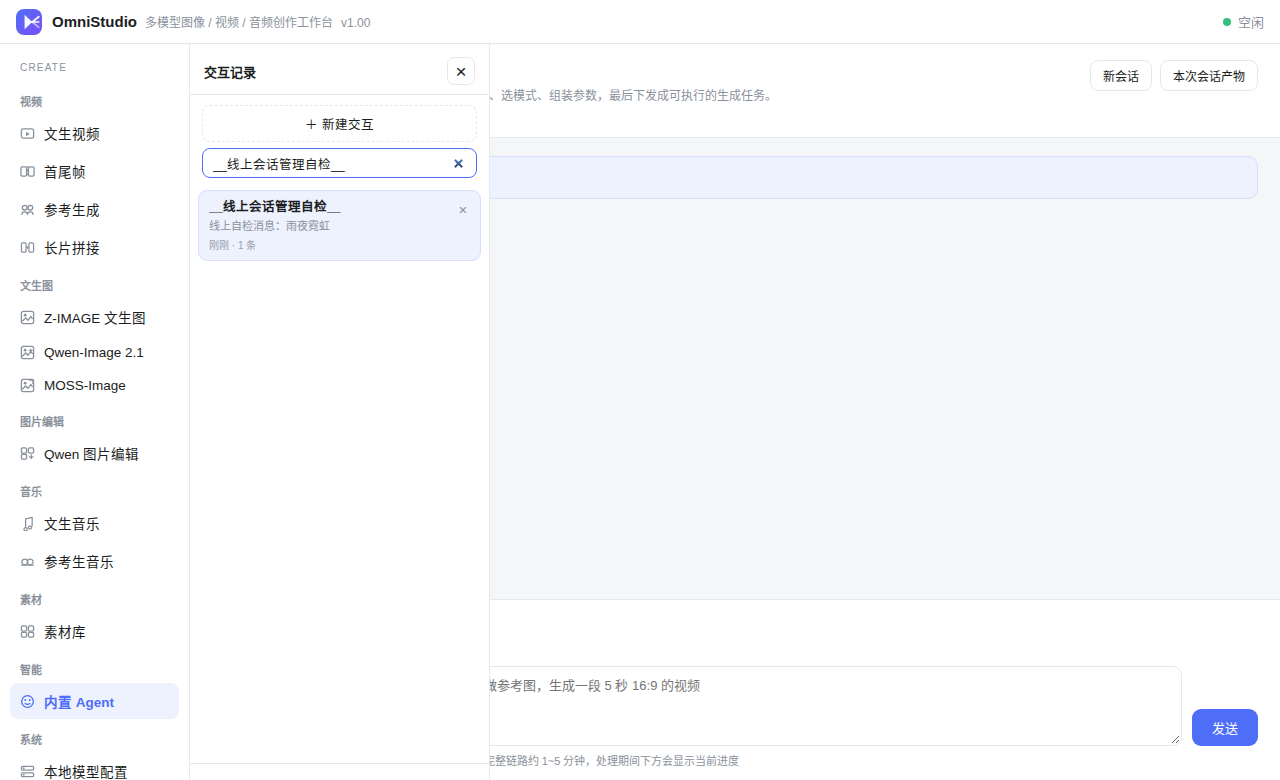 OmniStudio 多模型图像 / 视频 / 音频创作工作台 v1.00
空闲
CREATE
视频
文生视频
首尾帧
参考生成
长片拼接
文生图
Z-IMAGE 文生图
Qwen-Image 2.1
MOSS-Image
图片编辑
Qwen 图片编辑
音乐
文生音乐
参考生音乐
素材
素材库
智能
内置 Agent
系统
本地模型配置
交互记录
×
＋ 新建交互
__线上会话管理自检__
×
__线上会话管理自检__
×
线上自检消息：雨夜霓虹
刚刚 · 1 条
新会话
本次会话产物
、选模式、组装参数，最后下发成可执行的生成任务。
做参考图，生成一段 5 秒 16:9 的视频
发送
完整链路约 1~5 分钟，处理期间下方会显示当前进度